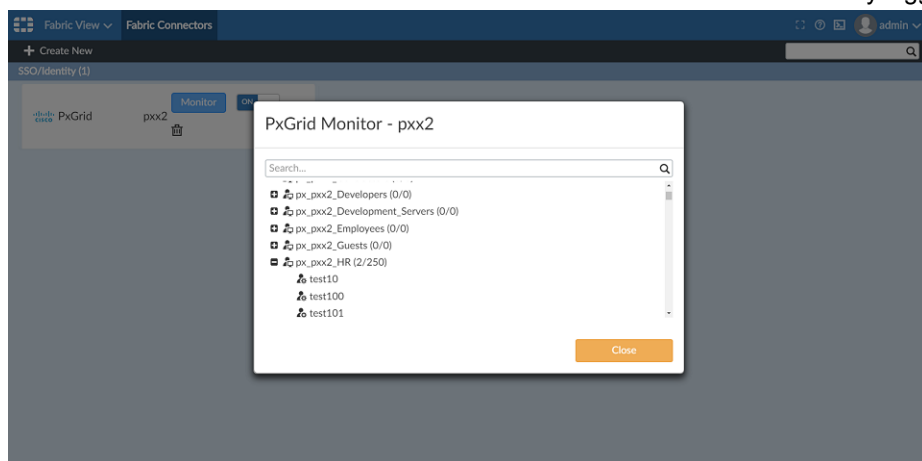 Fabric View Fabric Connectors admin
Create New
SSO/Identity (1)
CISCO PxGrid pxx2 Monitor ON
PxGrid Monitor - pxx2
Search...
px_pxx2_Developers (0/0)
px_pxx2_Development_Servers (0/0)
px_pxx2_Employees (0/0)
px_pxx2_Guests (0/0)
px_pxx2_HR (2/250)
test10
test100
test101
Close